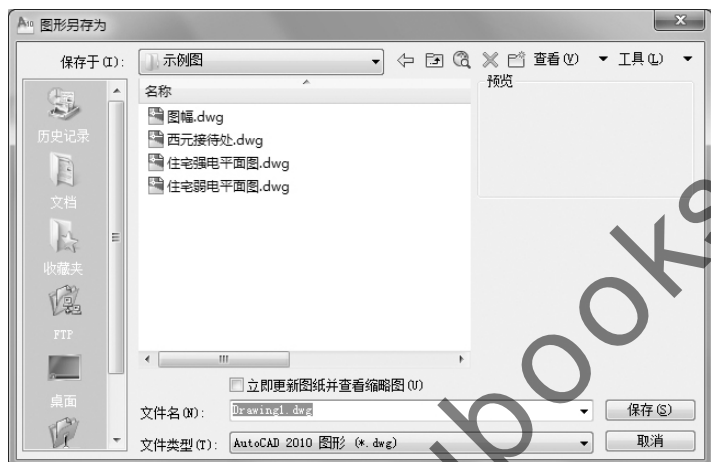 图形另存为
保存于(I):
示例图
查看(V)
工具(L)
名称
预览
图幅.dwg
西元接待处.dwg
住宅强电平面图.dwg
住宅弱电平面图.dwg
历史记录
文档
收藏夹
FTP
桌面
立即更新图纸并查看缩略图(U)
文件名(N):
Drawing1.dwg
保存(S)
文件类型(T):
AutoCAD 2010 图形 (*.dwg)
取消
ubooks